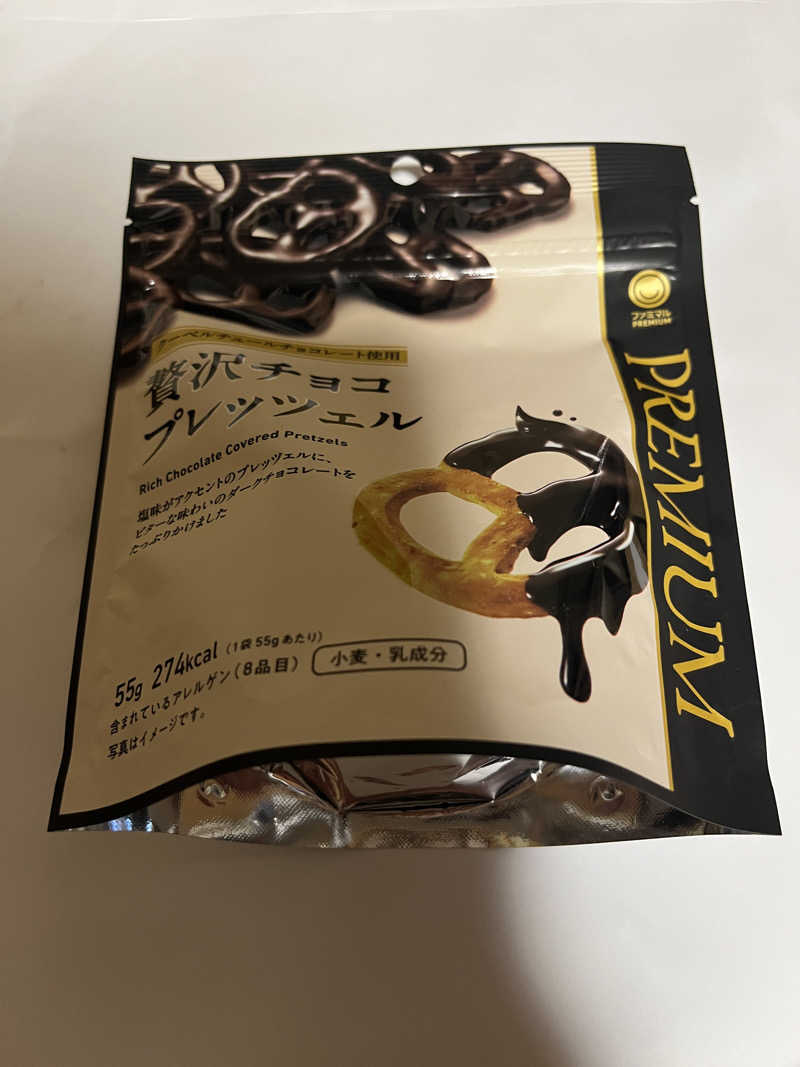 クーベルチュールチョコレート使用
贅沢チョコ
プレッツェル
Rich Chocolate Covered Pretzels
塩味がアクセントのプレッツェルに、
ビターな味わいのダークチョコレートを
たっぷりかけました
55g 274kcal (1袋 55gあたり)
含まれているアレルゲン(8品目) 小麦・乳成分
写真はイメージです。
ファミマル
PREMIUM
PREMIUM